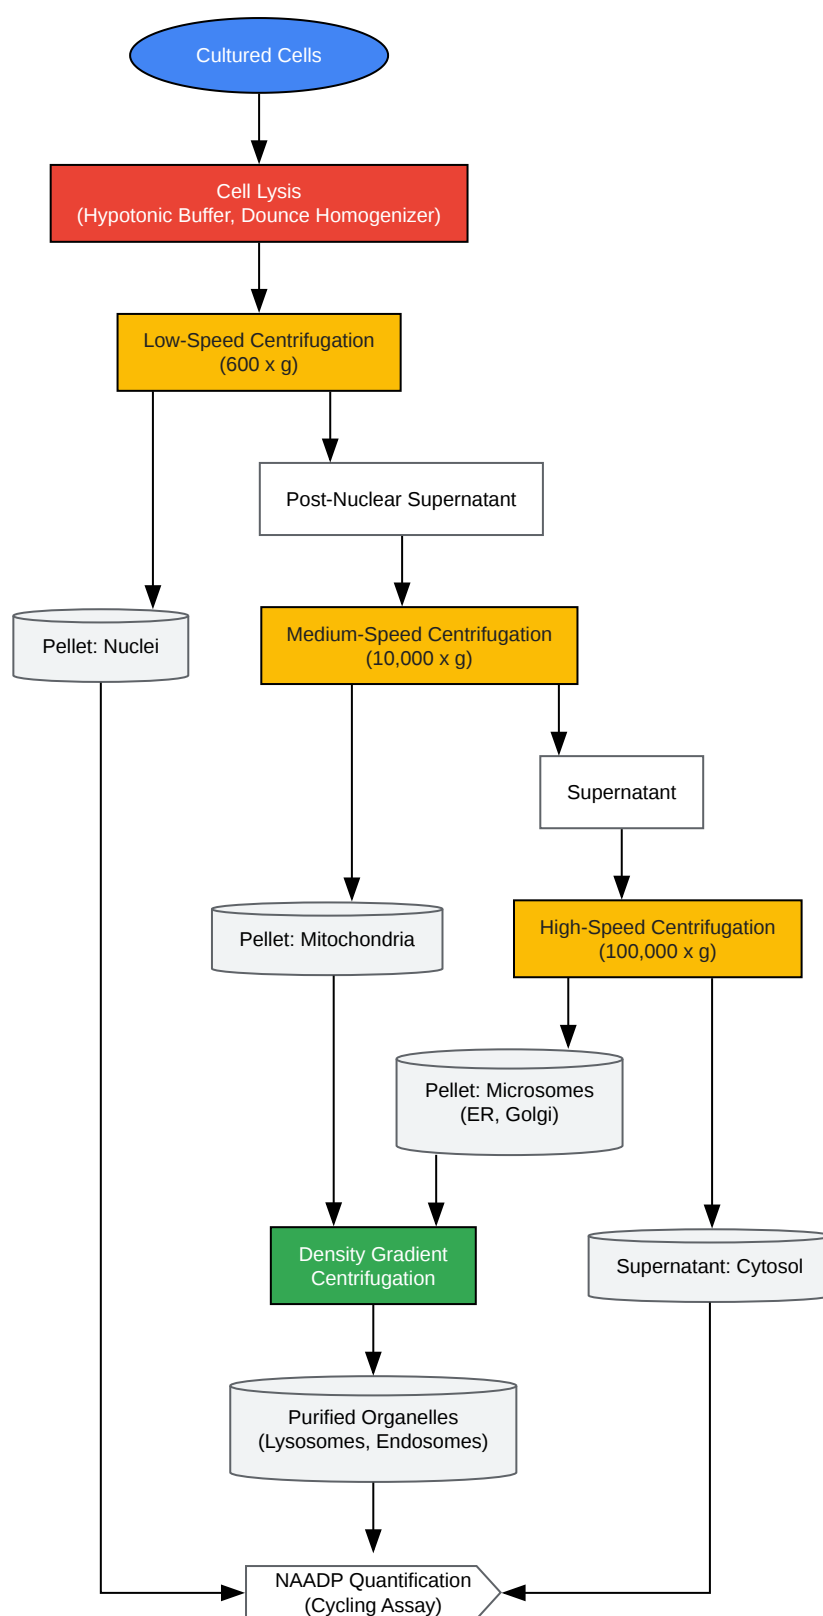 Cultured Cells
Cell Lysis
(Hypotonic Buffer, Dounce Homogenizer)
Low-Speed Centrifugation
(600 x g)
Post-Nuclear Supernatant
Medium-Speed Centrifugation
(10,000 x g)
Pellet: Nuclei
Supernatant
High-Speed Centrifugation
(100,000 x g)
Pellet: Mitochondria
Pellet: Microsomes
(ER, Golgi)
Density Gradient
Centrifugation
Supernatant: Cytosol
Purified Organelles
(Lysosomes, Endosomes)
NAADP Quantification
(Cycling Assay)